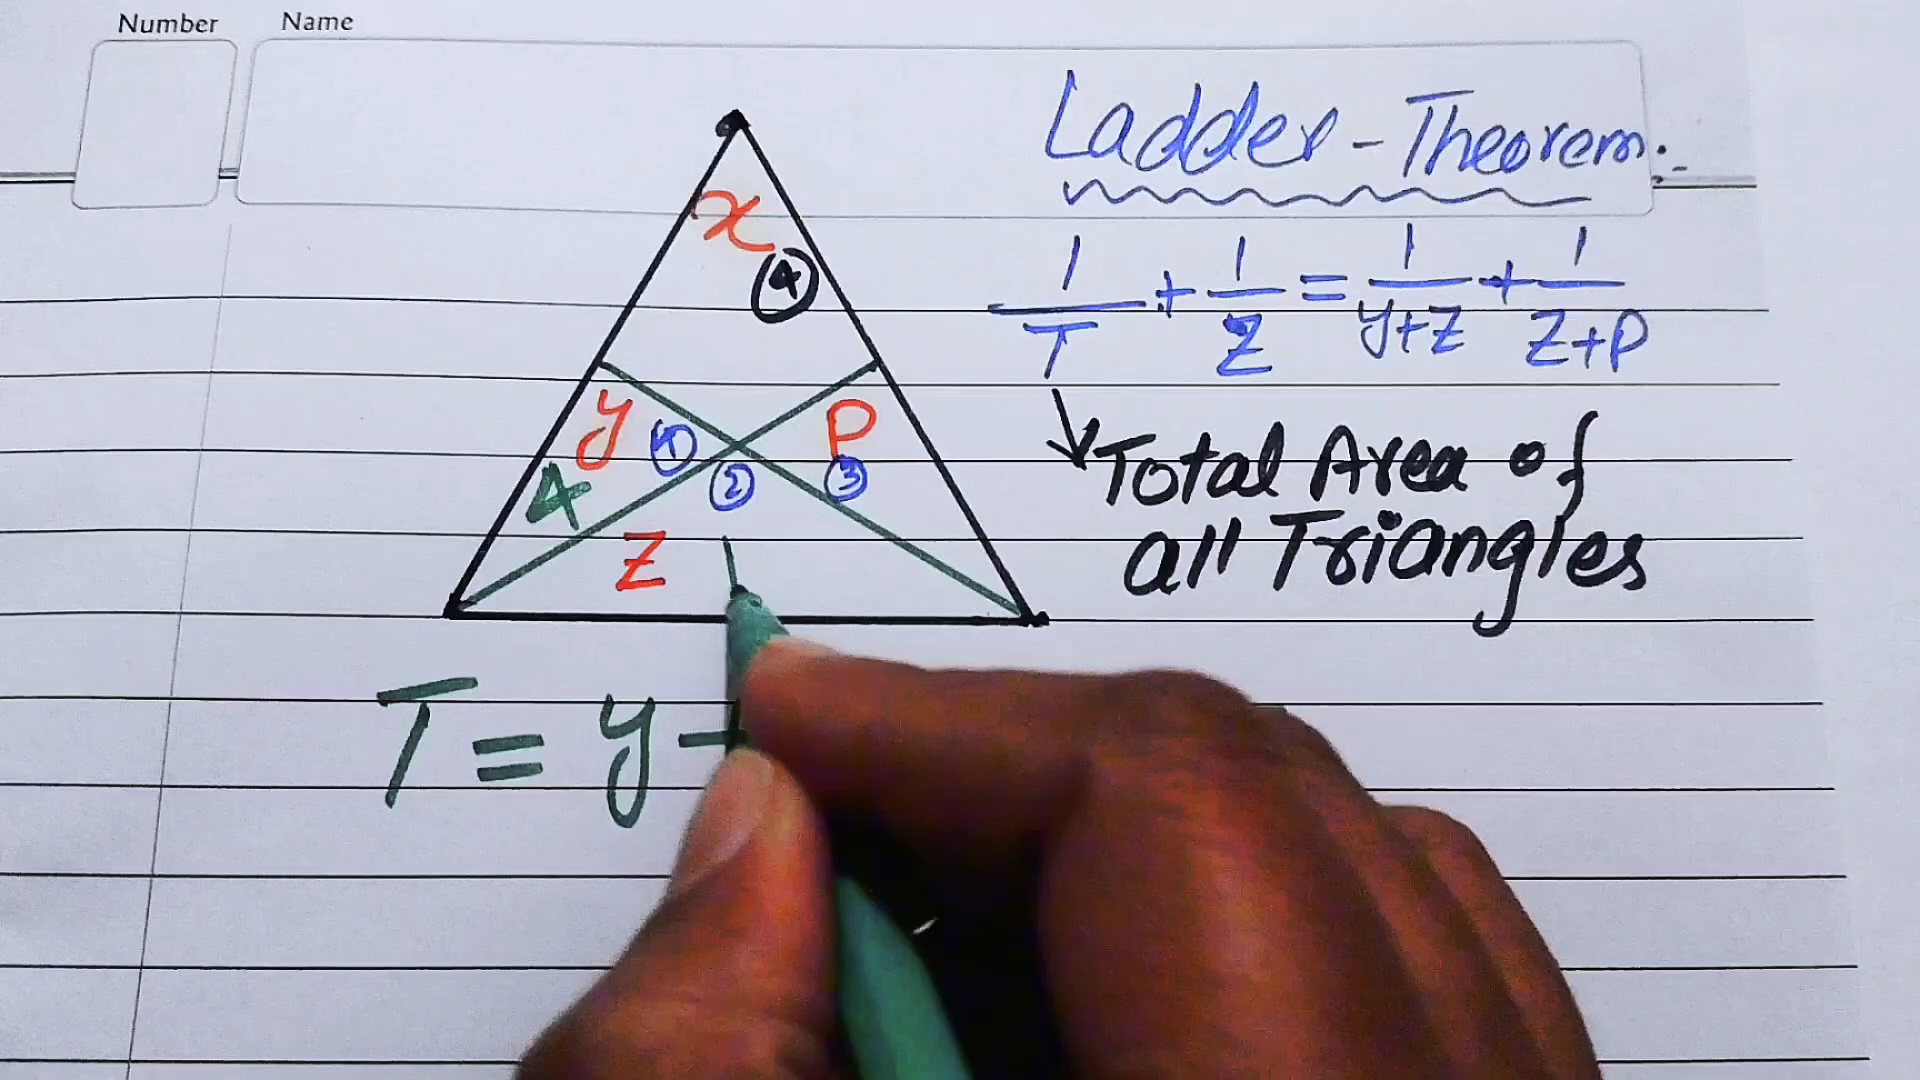 Number Name
Ladder-Theorem:-
x
4
1/T + 1/Z = 1/y+Z + 1/Z+P
y 1 P
4 2 3
Z
Total Area of
all Triangles
T = y +